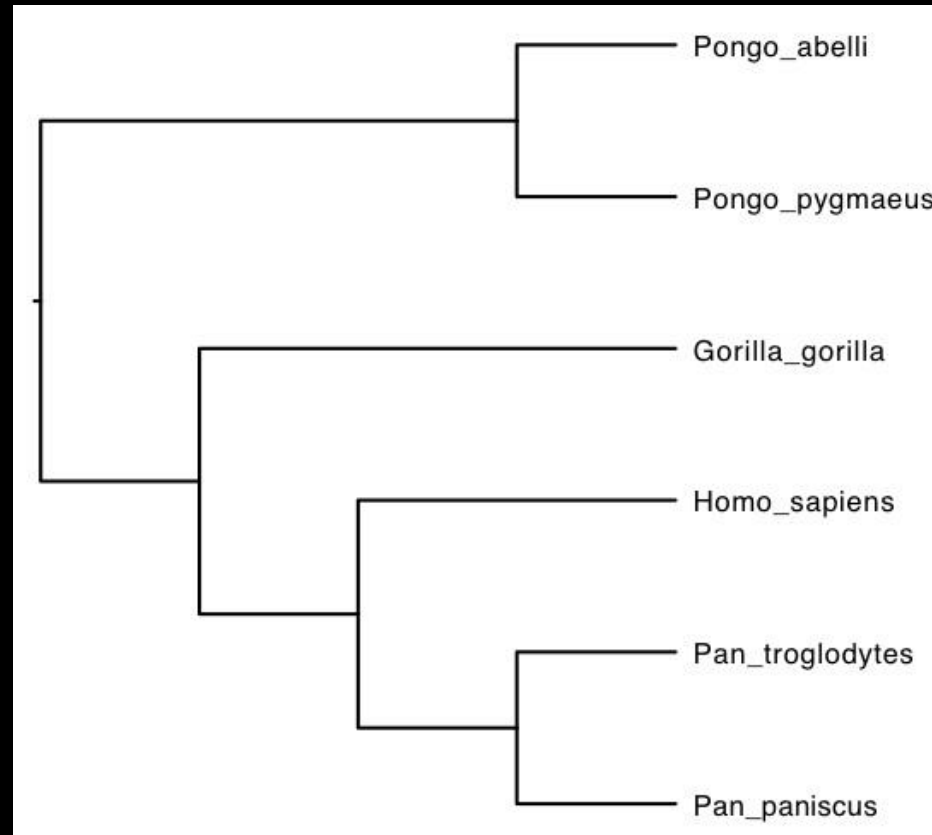 Pongo_abelli
Pongo_pygmaeus
Gorilla_gorilla
Homo_sapiens
Pan_troglodytes
Pan_paniscus